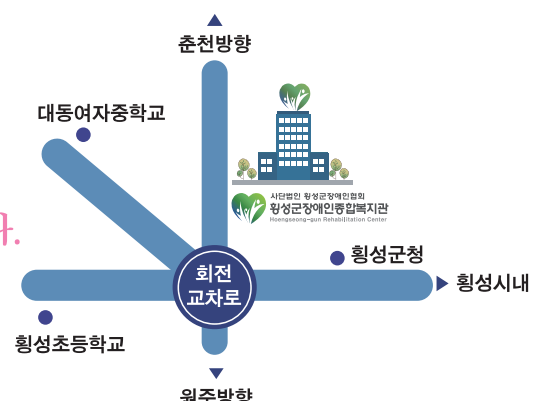 춘천방향
대동여자중학교
사단법인 횡성군장애인협회
횡성군장애인종합복지관
Hoengseong-gun Rehabilitation Center
다.
횡성군청
회전
교차로
횡성시내
횡성초등학교
원주방향